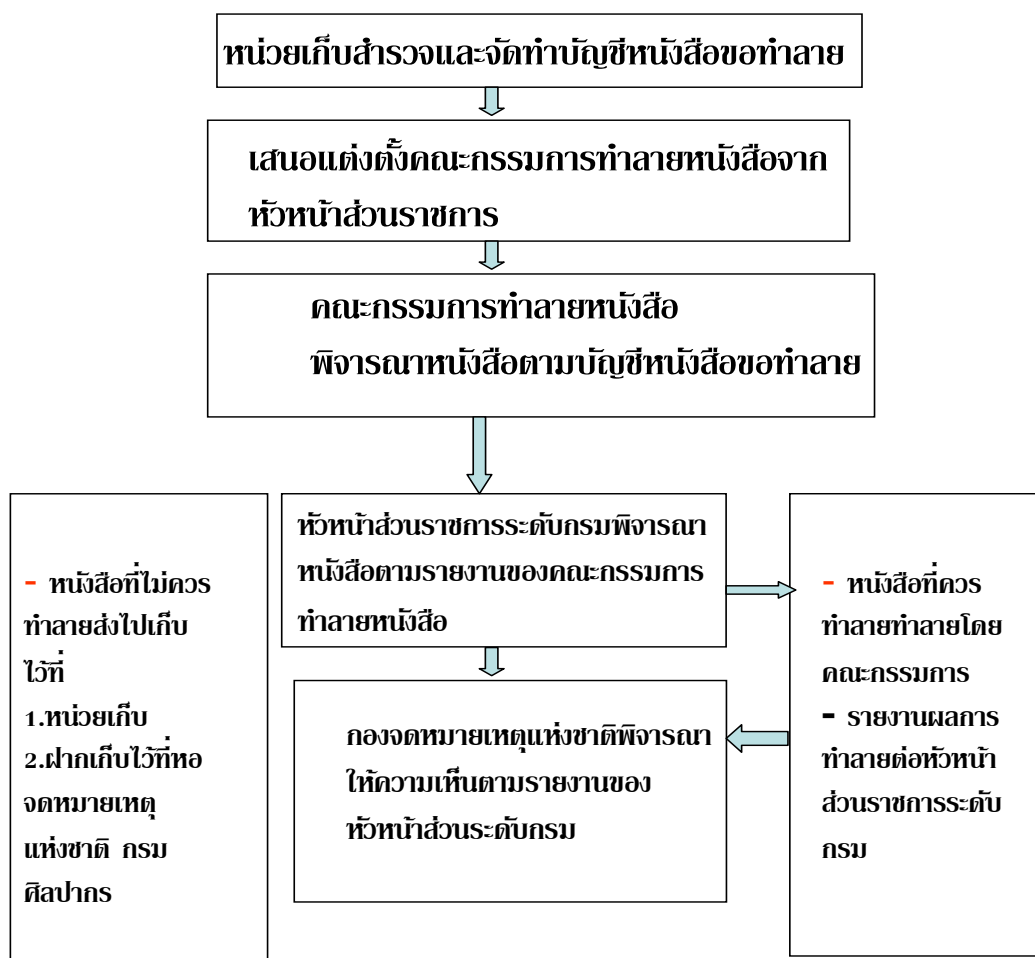 หน่วยเก็บสำรวจและจัดทำบัญชีหนังสือขอทำลาย
เสนอแต่งตั้งคณะกรรมการทำลายหนังสือจาก
หัวหน้าส่วนราชการ
คณะกรรมการทำลายหนังสือ
พิจารณาหนังสือตามบัญชีหนังสือขอทำลาย
- หนังสือที่ไม่ควร
ทำลายส่งไปเก็บ
ไว้ที่
1.หน่วยเก็บ
2.ฝากเก็บไว้ที่หอ
จดหมายเหตุ
แห่งชาติ กรม
ศิลปากร
หัวหน้าส่วนราชการระดับกรมพิจารณา
หนังสือตามรายงานของคณะกรรมการ
ทำลายหนังสือ
กองจดหมายเหตุแห่งชาติพิจารณา
ให้ความเห็นตามรายงานของ
หัวหน้าส่วนระดับกรม
- หนังสือที่ควร
ทำลายทำลายโดย
คณะกรรมการ
- รายงานผลการ
ทำลายต่อหัวหน้า
ส่วนราชการระดับ
กรม